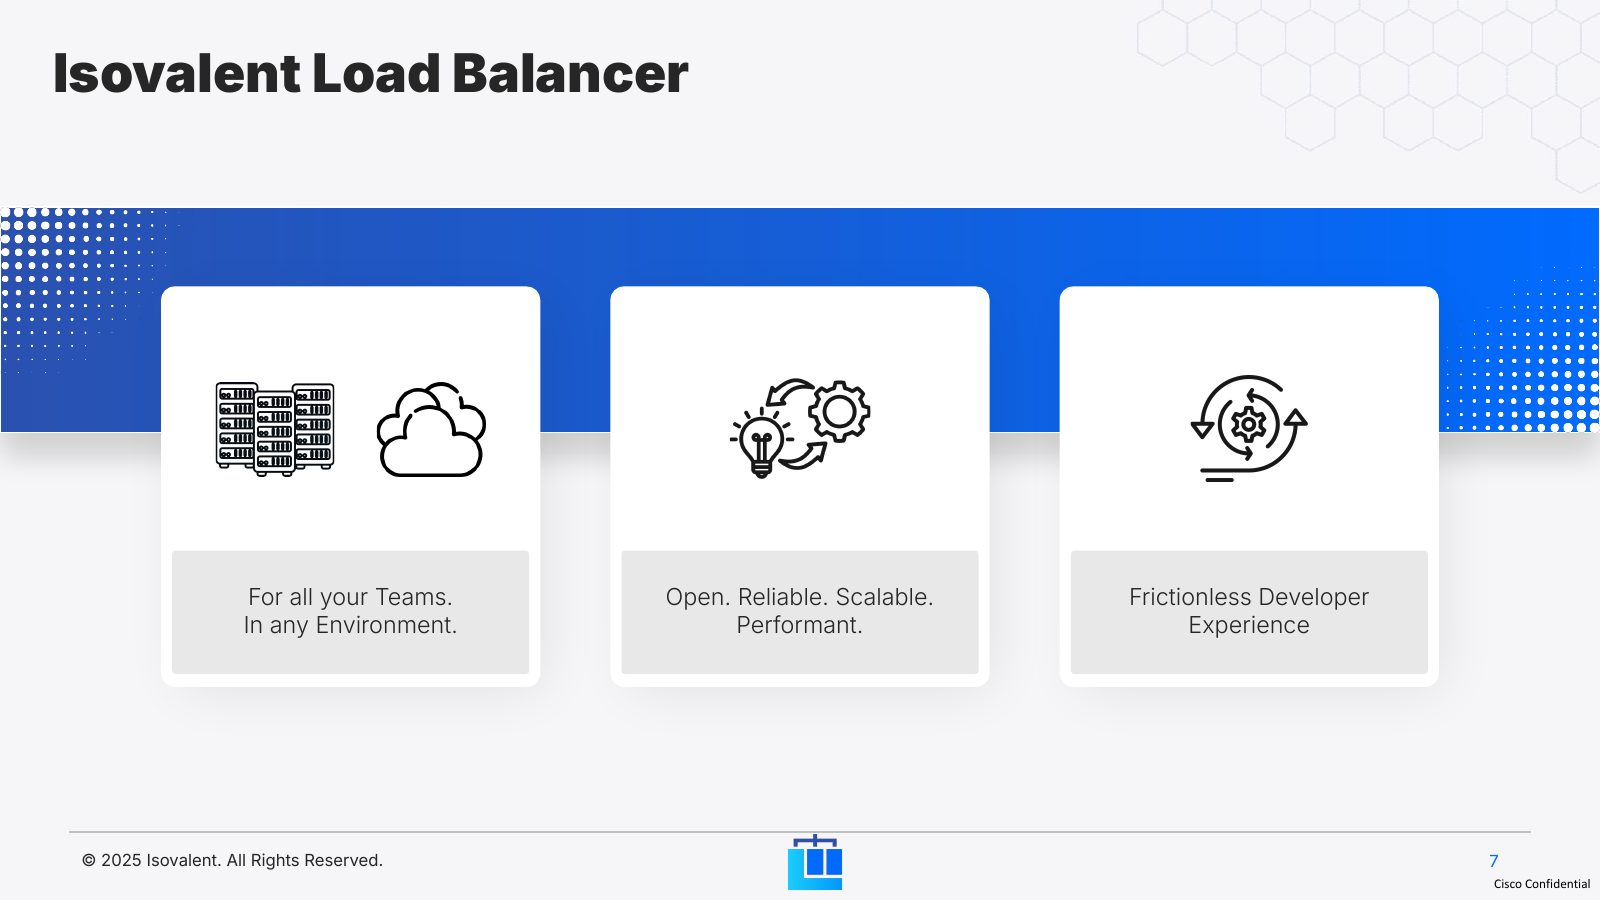 Isovalent Load Balancer
For all your Teams.
In any Environment.
Open. Reliable. Scalable.
Performant.
Frictionless Developer
Experience
© 2025 Isovalent. All Rights Reserved.
7
Cisco Confidential